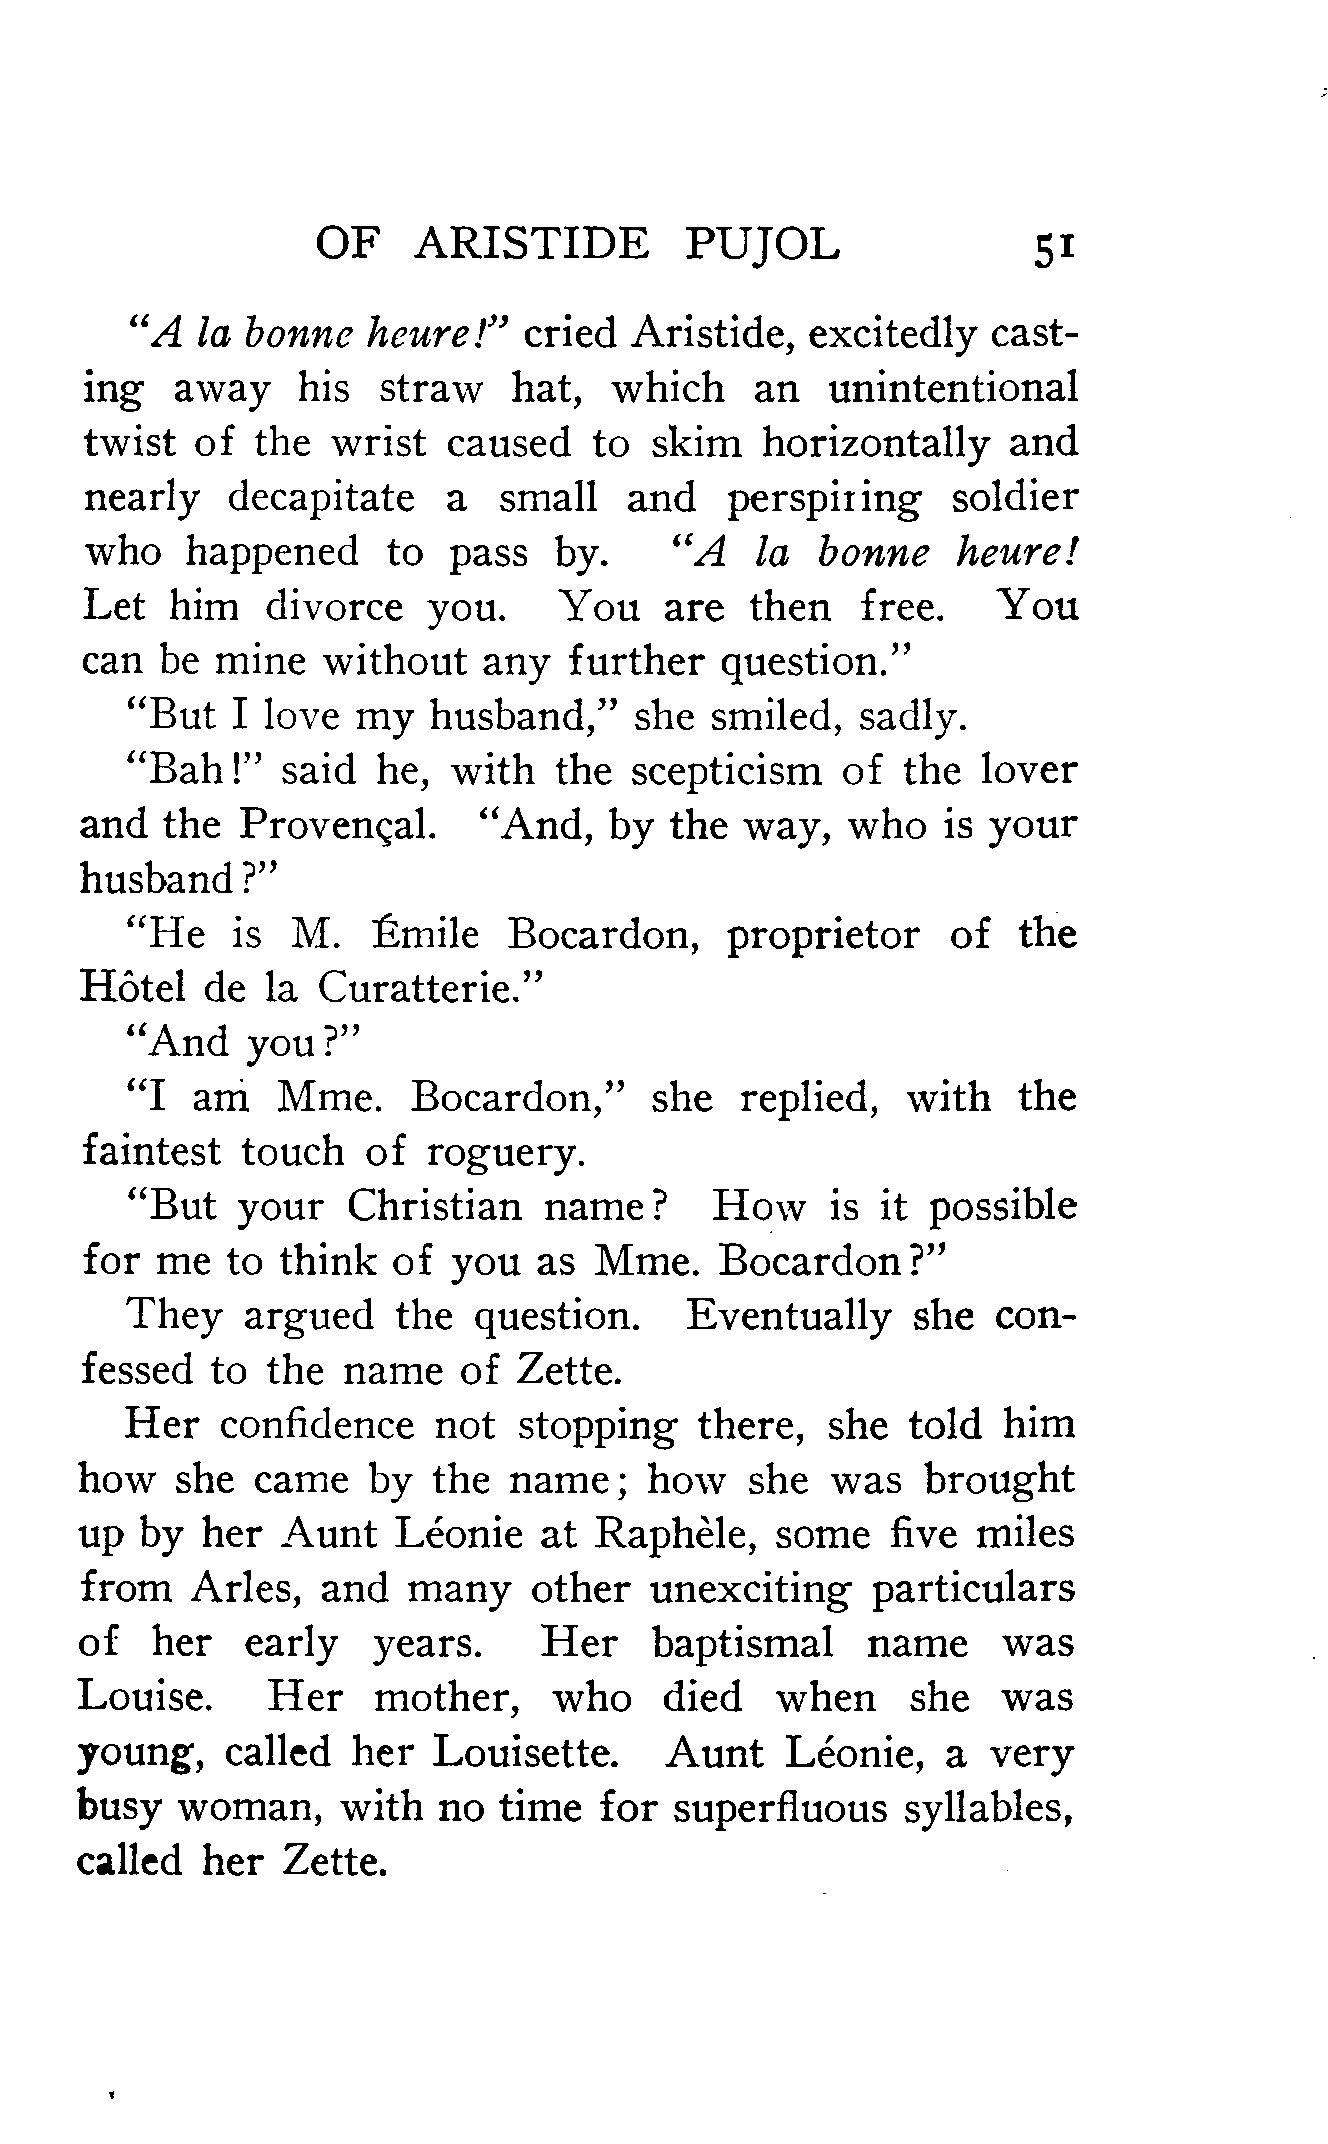 OF ARISTIDE PUJOL 51
"A la bonne heure!" cried Aristide, excitedly cast-
ing away his straw hat, which an unintentional
twist of the wrist caused to skim horizontally and
nearly decapitate a small and perspiring soldier
who happened to pass by. "A la bonne heure!
Let him divorce you. You are then free. You
can be mine without any further question."
"But I love my husband," she smiled, sadly.
"Bah!" said he, with the scepticism of the lover
and the Provençal. "And, by the way, who is your
husband?"
"He is M. Émile Bocardon, proprietor of the
Hôtel de la Curatterie."
"And you?"
"I am Mme. Bocardon," she replied, with the
faintest touch of roguery.
"But your Christian name? How is it possible
for me to think of you as Mme. Bocardon?"
They argued the question. Eventually she con-
fessed to the name of Zette.
Her confidence not stopping there, she told him
how she came by the name; how she was brought
up by her Aunt Léonie at Raphèle, some five miles
from Arles, and many other unexciting particulars
of her early years. Her baptismal name was
Louise. Her mother, who died when she was
young, called her Louisette. Aunt Léonie, a very
busy woman, with no time for superfluous syllables,
called her Zette.